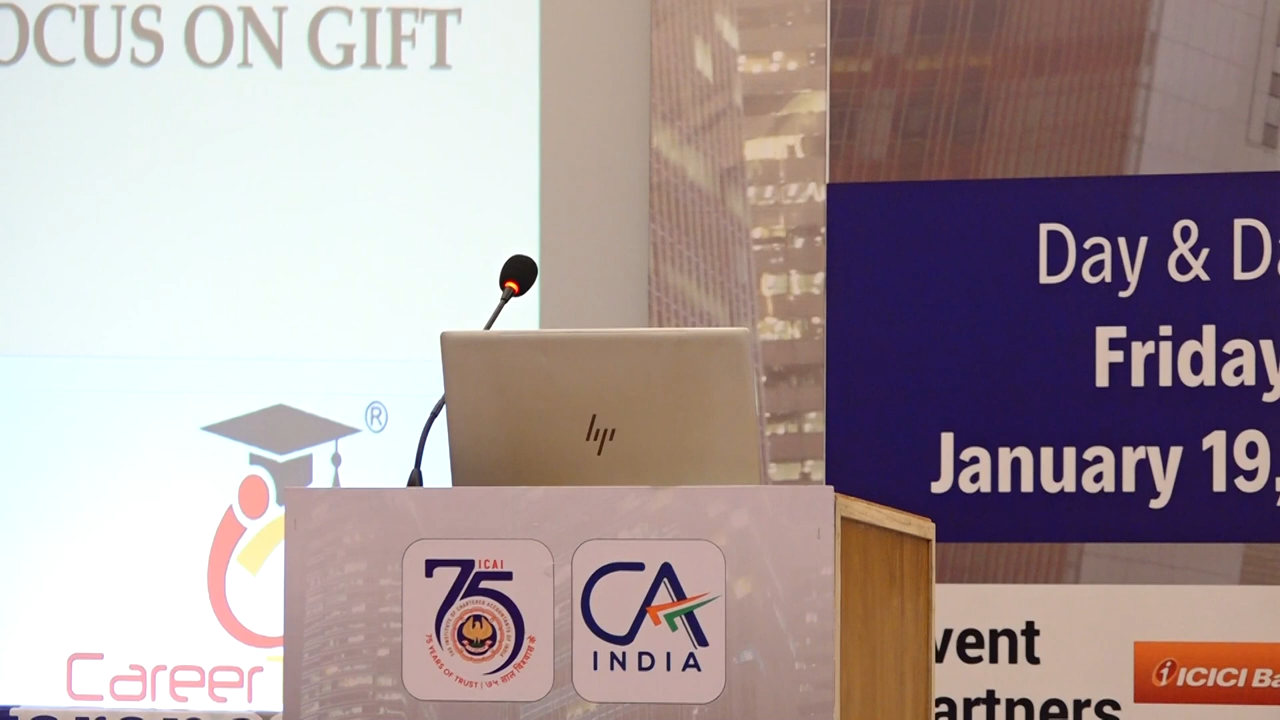 OCUS ON GIFT
®
Career
hp
ICAI
75
75 YEARS OF TRUST
CA
INDIA
Day & Da
Friday
January 19,
vent
artners
ICICI Ba